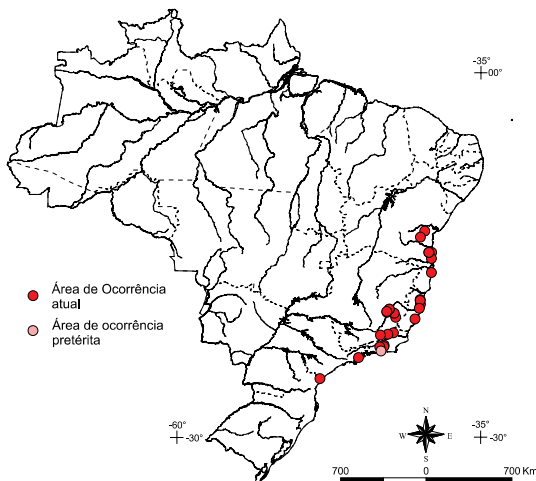 -35°
00°
Área de Ocorrência
atual
Área de ocorrência
pretérita
-60°
-30°
N
W E
S
-35°
-30°
700 0 700 Km